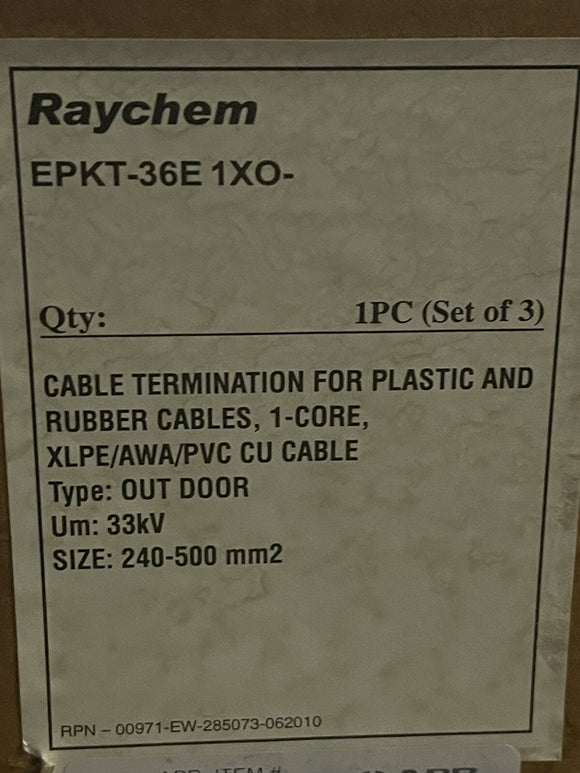 Raychem
EPKT-36E 1XO-
Qty: 1PC (Set of 3)
CABLE TERMINATION FOR PLASTIC AND
RUBBER CABLES, 1-CORE,
XLPE/AWA/PVC CU CABLE
Type: OUT DOOR
Um: 33kV
SIZE: 240-500 mm2
RPN – 00971-EW-285073-062010